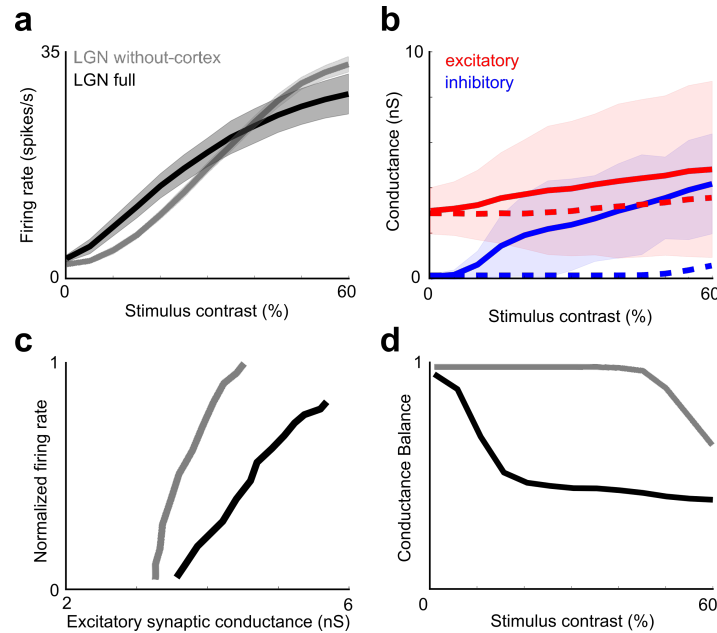 a
35
LGN without-cortex
LGN full
Firing rate (spikes/s)
0
0
60
Stimulus contrast (%)
b
10
excitatory
inhibitory
Conductance (nS)
0
0
60
Stimulus contrast (%)
c
1
Normalized firing rate
0
2
6
Excitatory synaptic conductance (nS)
d
1
Conductance Balance
0
0
60
Stimulus contrast (%)